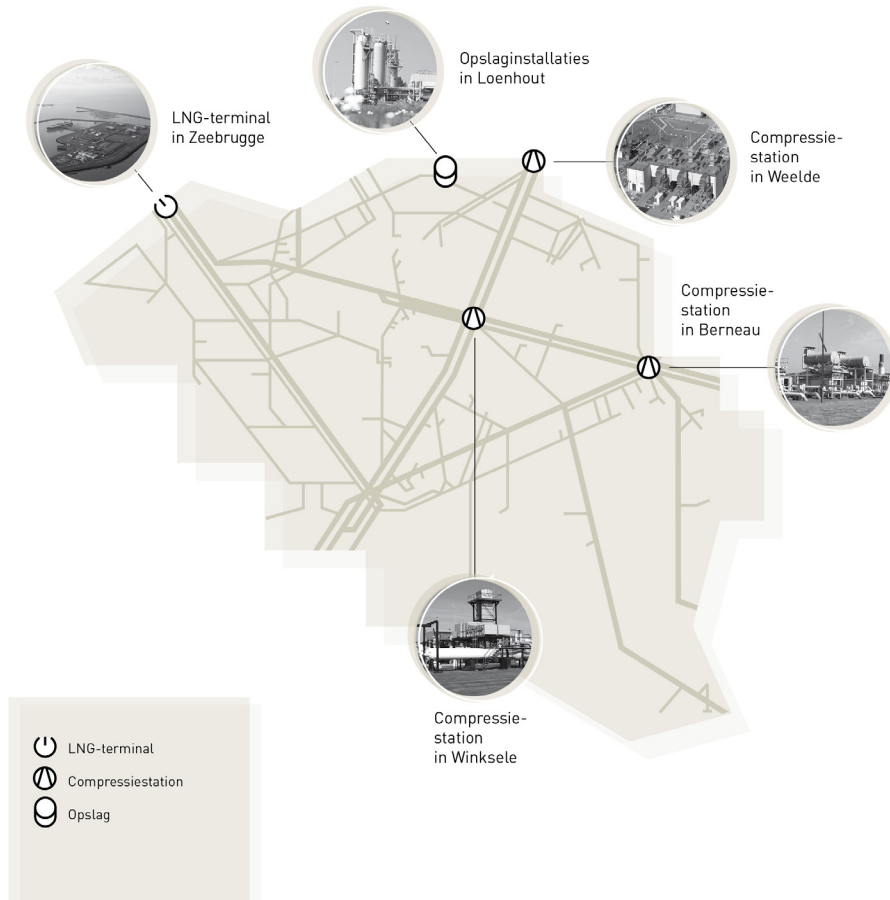 Opslaginstallaties
in Loenhout
LNG-terminal
in Zeebrugge
Compressie-
station
in Weelde
Compressie-
station
in Berneau
Compressie-
station
in Winksele
LNG-terminal
Compressiestation
Opslag